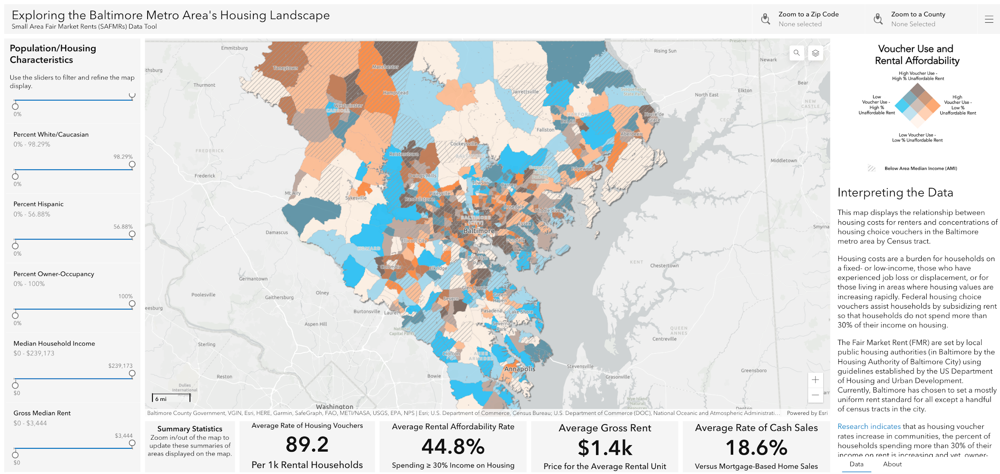 Exploring the Baltimore Metro Area's Housing Landscape
Small Area Fair Market Rents (SAFMRs) Data Tool
Zoom to a Zip Code
None selected
Zoom to a County
None Selected
Population/Housing
Characteristics
Use the sliders to filter and refine the map
display.
0%
Percent White/Caucasian
0% - 98.29%
98.29%
0%
Percent Hispanic
0% - 56.88%
56.88%
0%
Percent Owner-Occupancy
0% - 100%
100%
0%
Median Household Income
$0 - $239,173
$239,173
$0
Gross Median Rent
$0 - $3,444
$3,444
$0
Preserve
Emmitsburg
Rising Sun
Newark
Taneytown
Manchester
thsburg
Thurmont
Bear
Hampstead
Jarrettsville
Susquehanna
State Park
Elkton
North East
NEW
CASTLE
Westminster
CARROLL
HARFORD
Havre de
Grace
CECIL
Bel Air
Fallston
Aberdeen
Cockeysville
FREDERICK
Reisterstown
BALTIMORE
Middletown
Gunpowder
Falls St
Park-Big
Gunpwdr
Edgewood
Frederick
Owings Mills
Towson
Carney
Mt Airy
Sykesville
Pikesville
Randallstown
Rosedale
Middle River
BALTIMORE
(CITY)
Essex
Smyrna
Damascus
Baltimore
Ellicott City
Dundalk
HOWARD
Brooklyn
Park
KENT
Chestertown
Columbia
Elkridge
Germantown
Glen Burnie
Poolesville
Olney
Gaithersburg
Severn
Green
Haven
eesburg
Burtonsville
Laurel
Pasadena
Lake Shore
Aspen Hill
Severna
Park
National
Capital Parks
QUEEN
ANNES
Centreville
Sterling
Crofton
ANNE
ARUNDEL
Annapolis
Stevensville
Greensboro
Reston
Bowie
Grasonville
Dulles
International
Airport
6 mi
Wye Island
Natural
Resources
Washington
Denton
Baltimore County Government, VGIN, Esri, HERE, Garmin, SafeGraph, FAO, METI/NASA, USGS, EPA, NPS | Esri; U.S. Department of Commerce, Census Bureau; U.S. Department of Commerce (DOC), National Oceanic and Atmospheric Administrati...
Powered by Esri
Summary Statistics
Zoom in/out of the map to
update these summaries of
areas displayed on the map.
Average Rate of Housing Vouchers
89.2
Per 1k Rental Households
Average Rental Affordability Rate
44.8%
Spending ≥ 30% Income on Housing
Average Gross Rent
$1.4k
Price for the Average Rental Unit
Average Rate of Cash Sales
18.6%
Versus Mortgage-Based Home Sales
Voucher Use and
Rental Affordability
High Voucher Use -
High % Unaffordable Rent
Low
Voucher Use -
High %
Unaffordable Rent
High
Voucher Use -
Low %
Unaffordable Rent
Low Voucher Use -
Low % Unaffordable Rent
Below Area Median Income (AMI)
Interpreting the Data
This map displays the relationship between
housing costs for renters and concentrations of
housing choice vouchers in the Baltimore
metro area by Census tract.
Housing costs are a burden for households on
a fixed- or low-income, those who have
experienced job loss or displacement, or for
those living in areas where housing values are
increasing rapidly. Federal housing choice
vouchers assist households by subsidizing rent
so that households do not spend more than
30% of their income on housing.
The Fair Market Rent (FMR) are set by local
public housing authorities (in Baltimore by the
Housing Authority of Baltimore City) using
guidelines established by the US Department
of Housing and Urban Development.
Currently, Baltimore has chosen to set a mostly
uniform rent standard for all except a handful
of census tracts in the city.
Research indicates that as housing voucher
rates increase in communities, the percent of
households spending more than 30% of their
income on rent is increasing and yet, owner-
Data
About